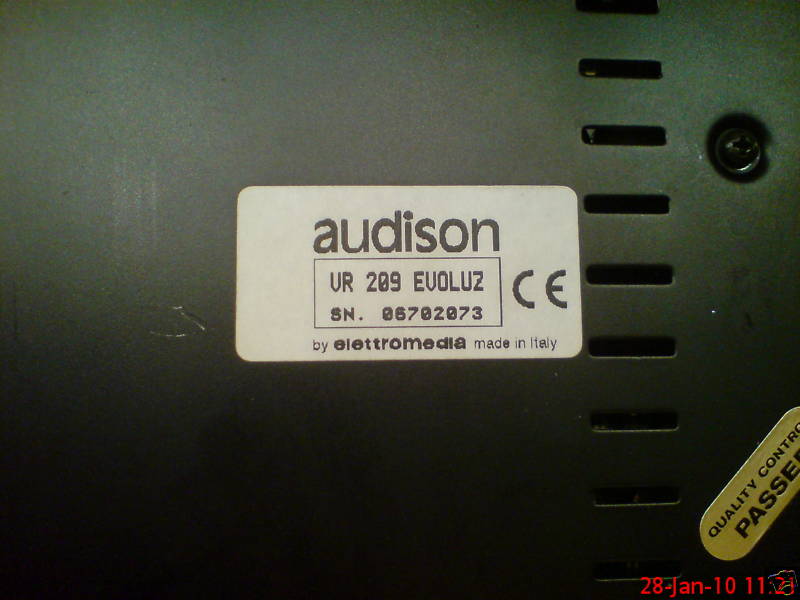 audison
VR 209 EVOLUZ
SN. 06702073
CE
by elettromedia made in Italy
QUALITY CONTRO
PASSE
28-Jan-10 11:21